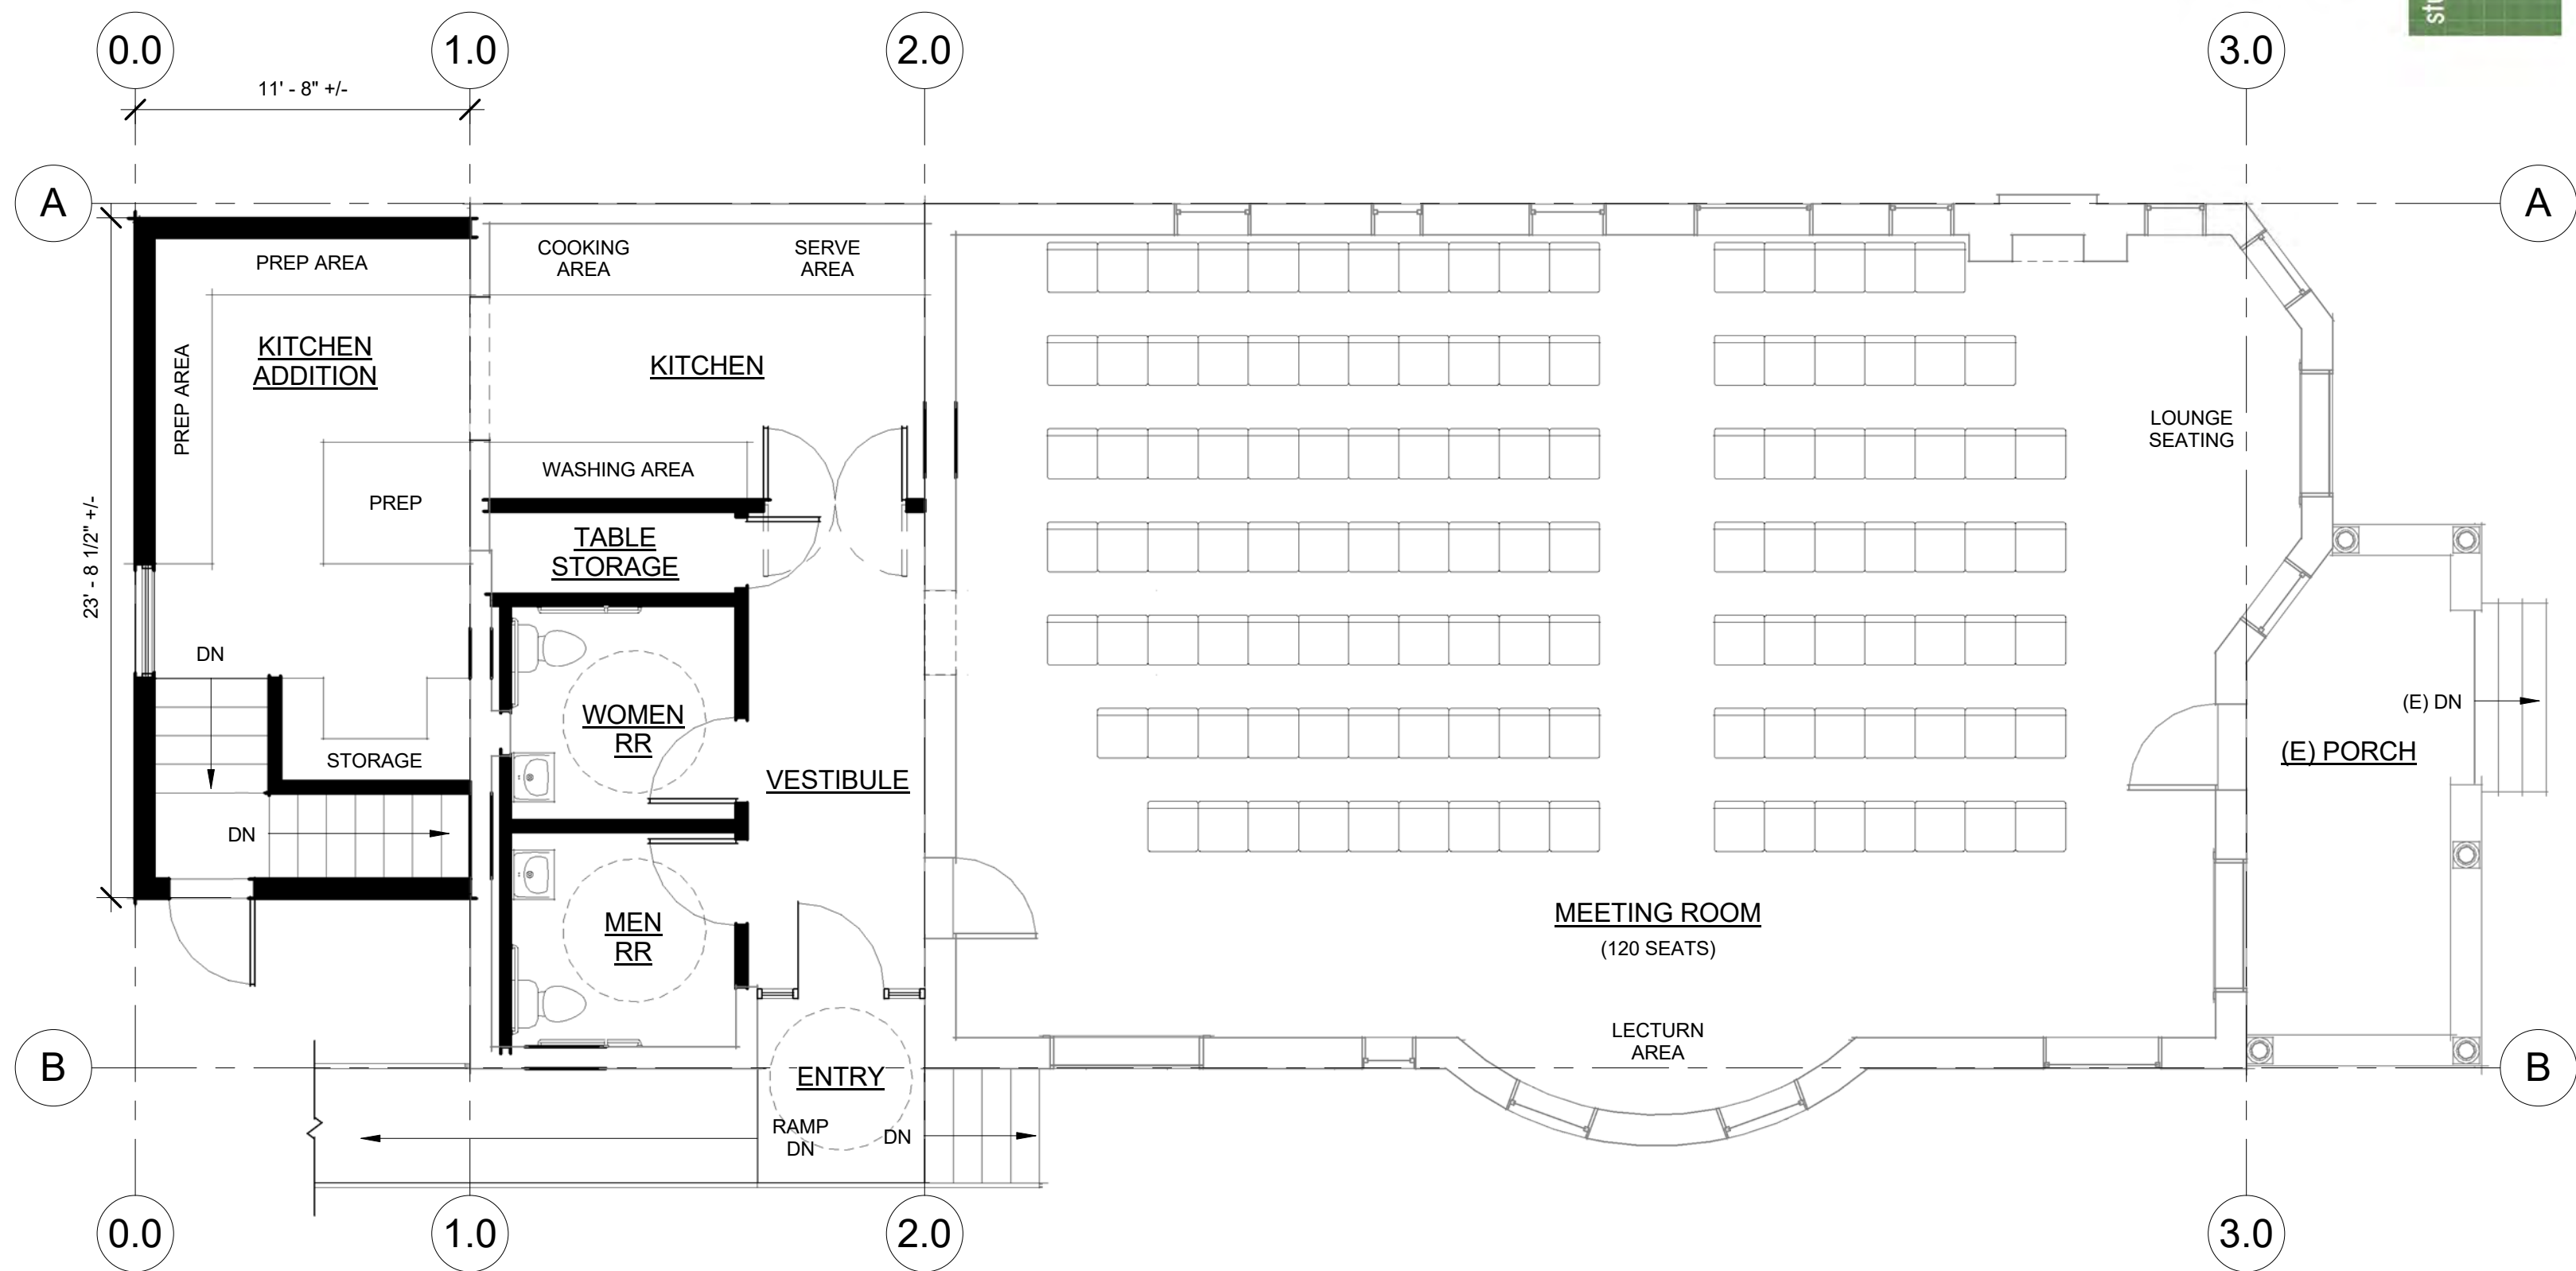 0.0
1.0
2.0
3.0
11' - 8" +/-
A
A
COOKING
AREA
SERVE
AREA
PREP AREA
KITCHEN
ADDITION
PREP AREA
KITCHEN
LOUNGE
SEATING
WASHING AREA
PREP
23' - 8 1/2" +/-
TABLE
STORAGE
DN
WOMEN
RR
(E) DN
(E) PORCH
STORAGE
VESTIBULE
DN
MEN
RR
MEETING ROOM
(120 SEATS)
LECTURN
AREA
B
B
ENTRY
RAMP
DN
DN
0.0
1.0
2.0
3.0